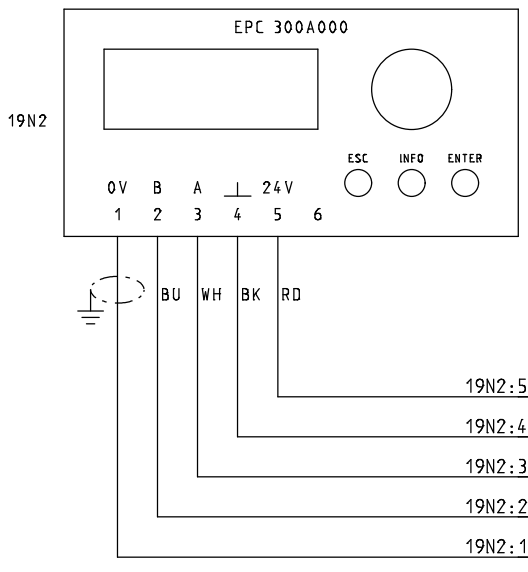 EPC 300A000
19N2
ESC INFO ENTER
0V B A 24V
1 2 3 4 5 6
BU WH BK RD
19N2:5
19N2:4
19N2:3
19N2:2
19N2:1